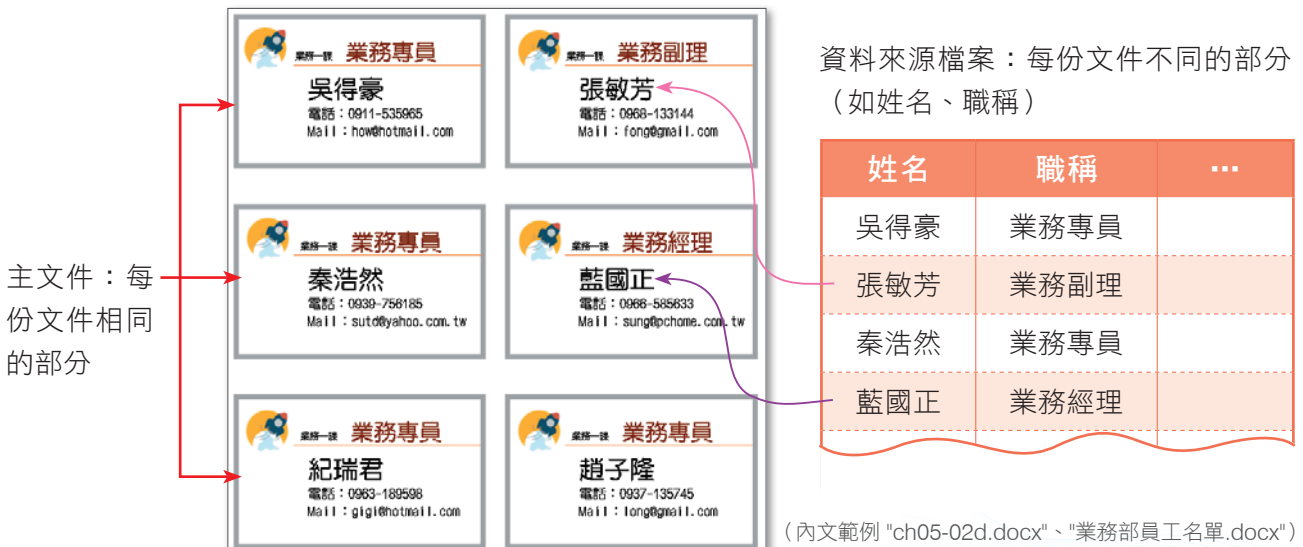 業務一課 業務專員
吳得豪
電話：0911-535965
Mail：how@hotmail.com
業務一課 業務副理
張敏芳
電話：0968-133144
Mail：fong@gmail.com
業務一課 業務專員
秦浩然
電話：0939-756185
Mail：sutd@yahoo.com.tw
業務一課 業務經理
藍國正
電話：0966-585633
Mail：sung@pchome.com.tw
業務一課 業務專員
紀瑞君
電話：0963-189598
Mail：gigi@hotmail.com
業務一課 業務專員
趙子隆
電話：0937-135745
Mail：long@gmail.com
主文件：每
份文件相同
的部分
資料來源檔案：每份文件不同的部分
（如姓名、職稱）
姓名 職稱 …
吳得豪 業務專員
張敏芳 業務副理
秦浩然 業務專員
藍國正 業務經理
（內文範例 "ch05-02d.docx"、"業務部員工名單.docx"）